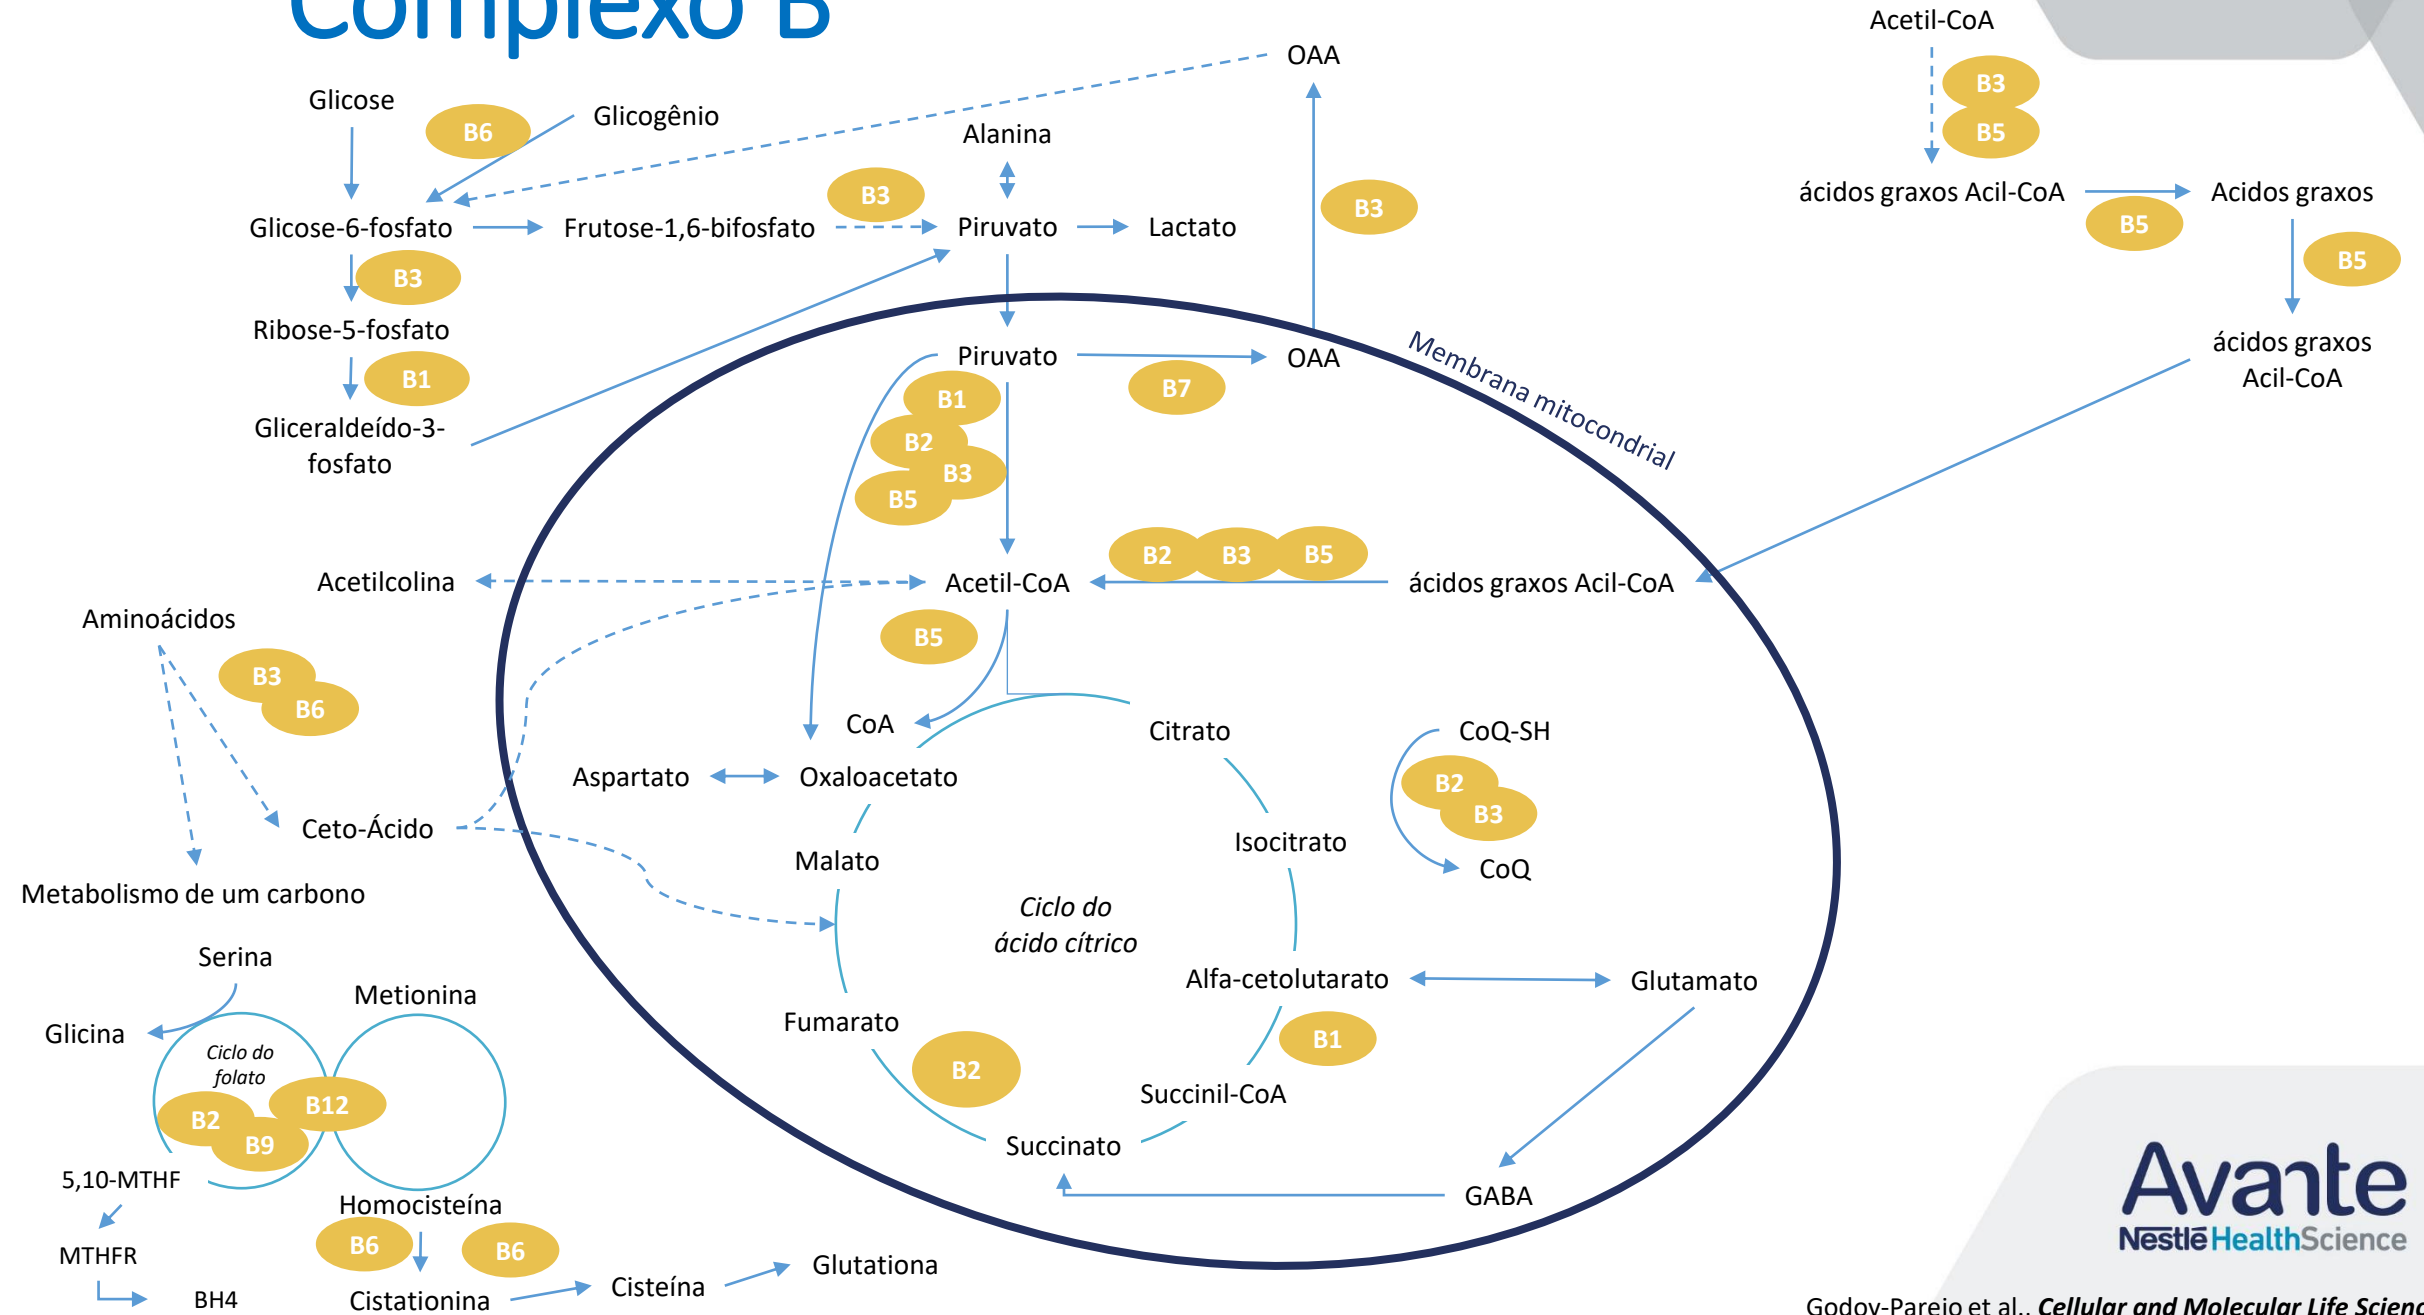 Complexo B
Acetil-CoA
OAA
B3
Glicose
B6
Glicogênio
Alanina
B5
B3
ácidos graxos Acil-CoA
Acidos graxos
B3
B5
Glicose-6-fosfato
Frutose-1,6-bifosfato
Piruvato
Lactato
B5
B3
Ribose-5-fosfato
Membrana mitocondrial
ácidos graxos
Acil-CoA
Piruvato
OAA
B1
B7
B1
Gliceraldeído-3-
fosfato
B2
B3
B5
B2
B3
B5
Acetilcolina
Acetil-CoA
ácidos graxos Acil-CoA
Aminoácidos
B5
B3
B6
CoA
Citrato
CoQ-SH
Aspartato
Oxaloacetato
B2
B3
Ceto-Ácido
Malato
Isocitrato
CoQ
Metabolismo de um carbono
Ciclo do
ácido cítrico
Serina
Metionina
Alfa-cetolutarato
Glutamato
Glicina
Fumarato
Ciclo do
folato
B1
B2
B12
B2
B9
Succinil-CoA
Succinato
5,10-MTHF
Homocisteína
GABA
B6
B6
MTHFR
Glutationa
Cisteína
BH4
Cistationina
Avante
Nestlé HealthScience
Godoy-Parejo et al., Cellular and Molecular Life Scienc